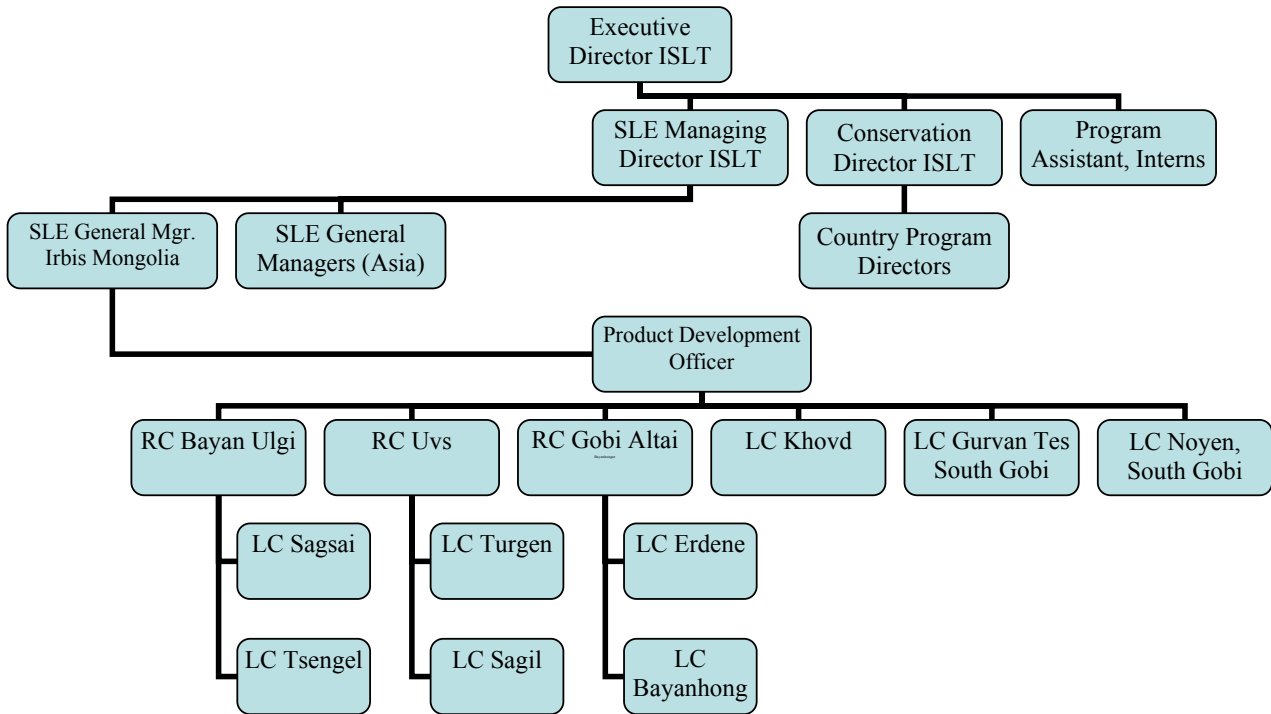 Executive
Director ISLT
SLE Managing
Director ISLT
Conservation
Director ISLT
Program
Assistant, Interns
SLE General Mgr.
Irbis Mongolia
SLE General
Managers (Asia)
Country Program
Directors
Product Development
Officer
RC Bayan Ulgi
RC Uvs
RC Gobi Altai
LC Khovd
LC Gurvan Tes
South Gobi
LC Noyen,
South Gobi
LC Sagsai
LC Turgen
LC Erdene
LC Tsengel
LC Sagil
LC
Bayanhong